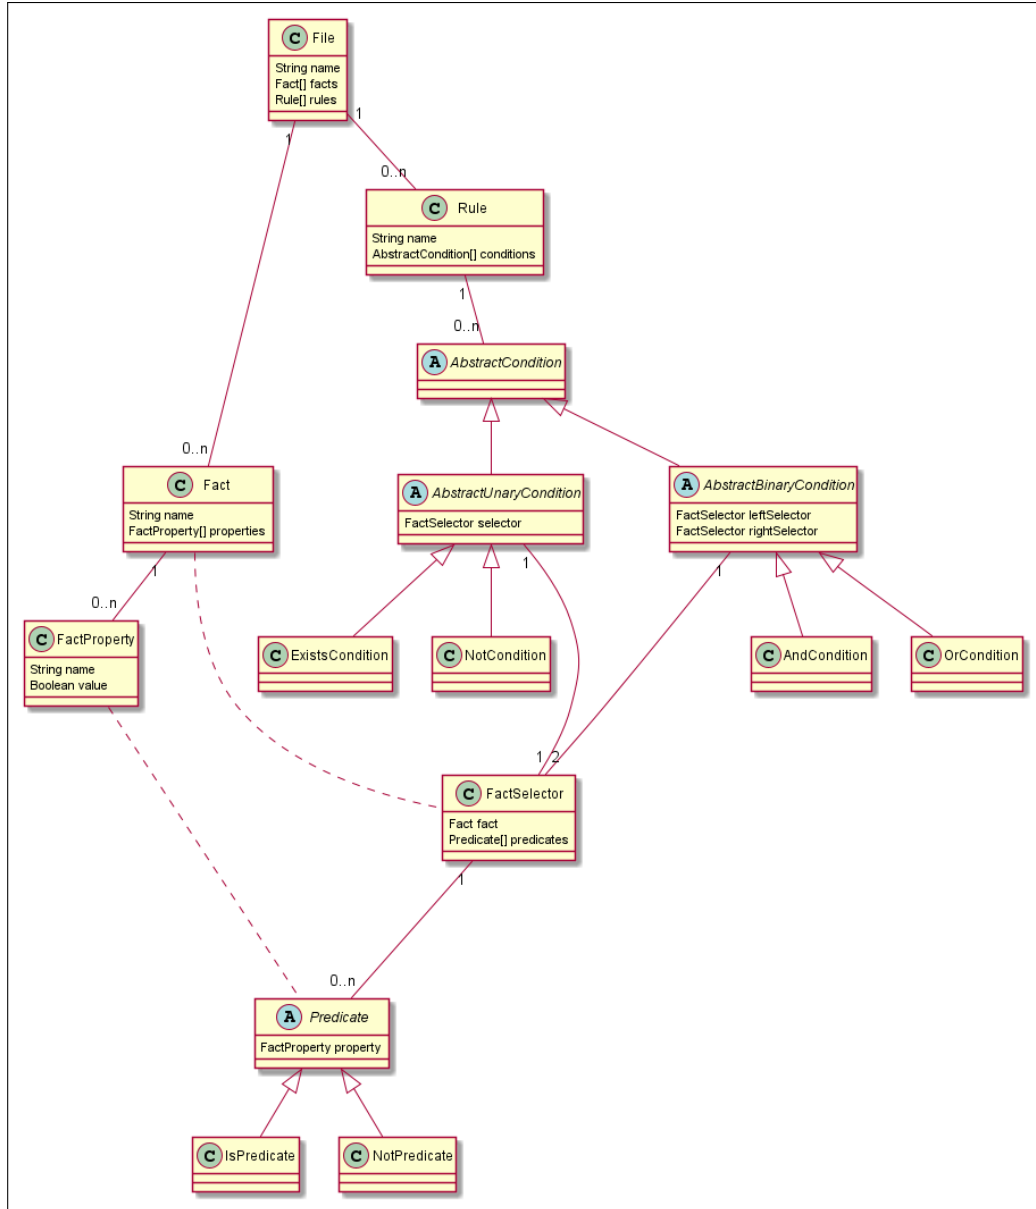 C File
String name
Fact[] facts
Rule[] rules
1
1
0..n
C Rule
String name
AbstractCondition[] conditions
1
0..n
A AbstractCondition
0..n
C Fact
String name
FactProperty[] properties
1
A AbstractUnaryCondition
FactSelector selector
1
A AbstractBinaryCondition
FactSelector leftSelector
FactSelector rightSelector
1
0..n
C FactProperty
String name
Boolean value
C ExistsCondition
C NotCondition
C AndCondition
C OrCondition
1
2
C FactSelector
Fact fact
Predicate[] predicates
1
0..n
A Predicate
FactProperty property
C IsPredicate
C NotPredicate